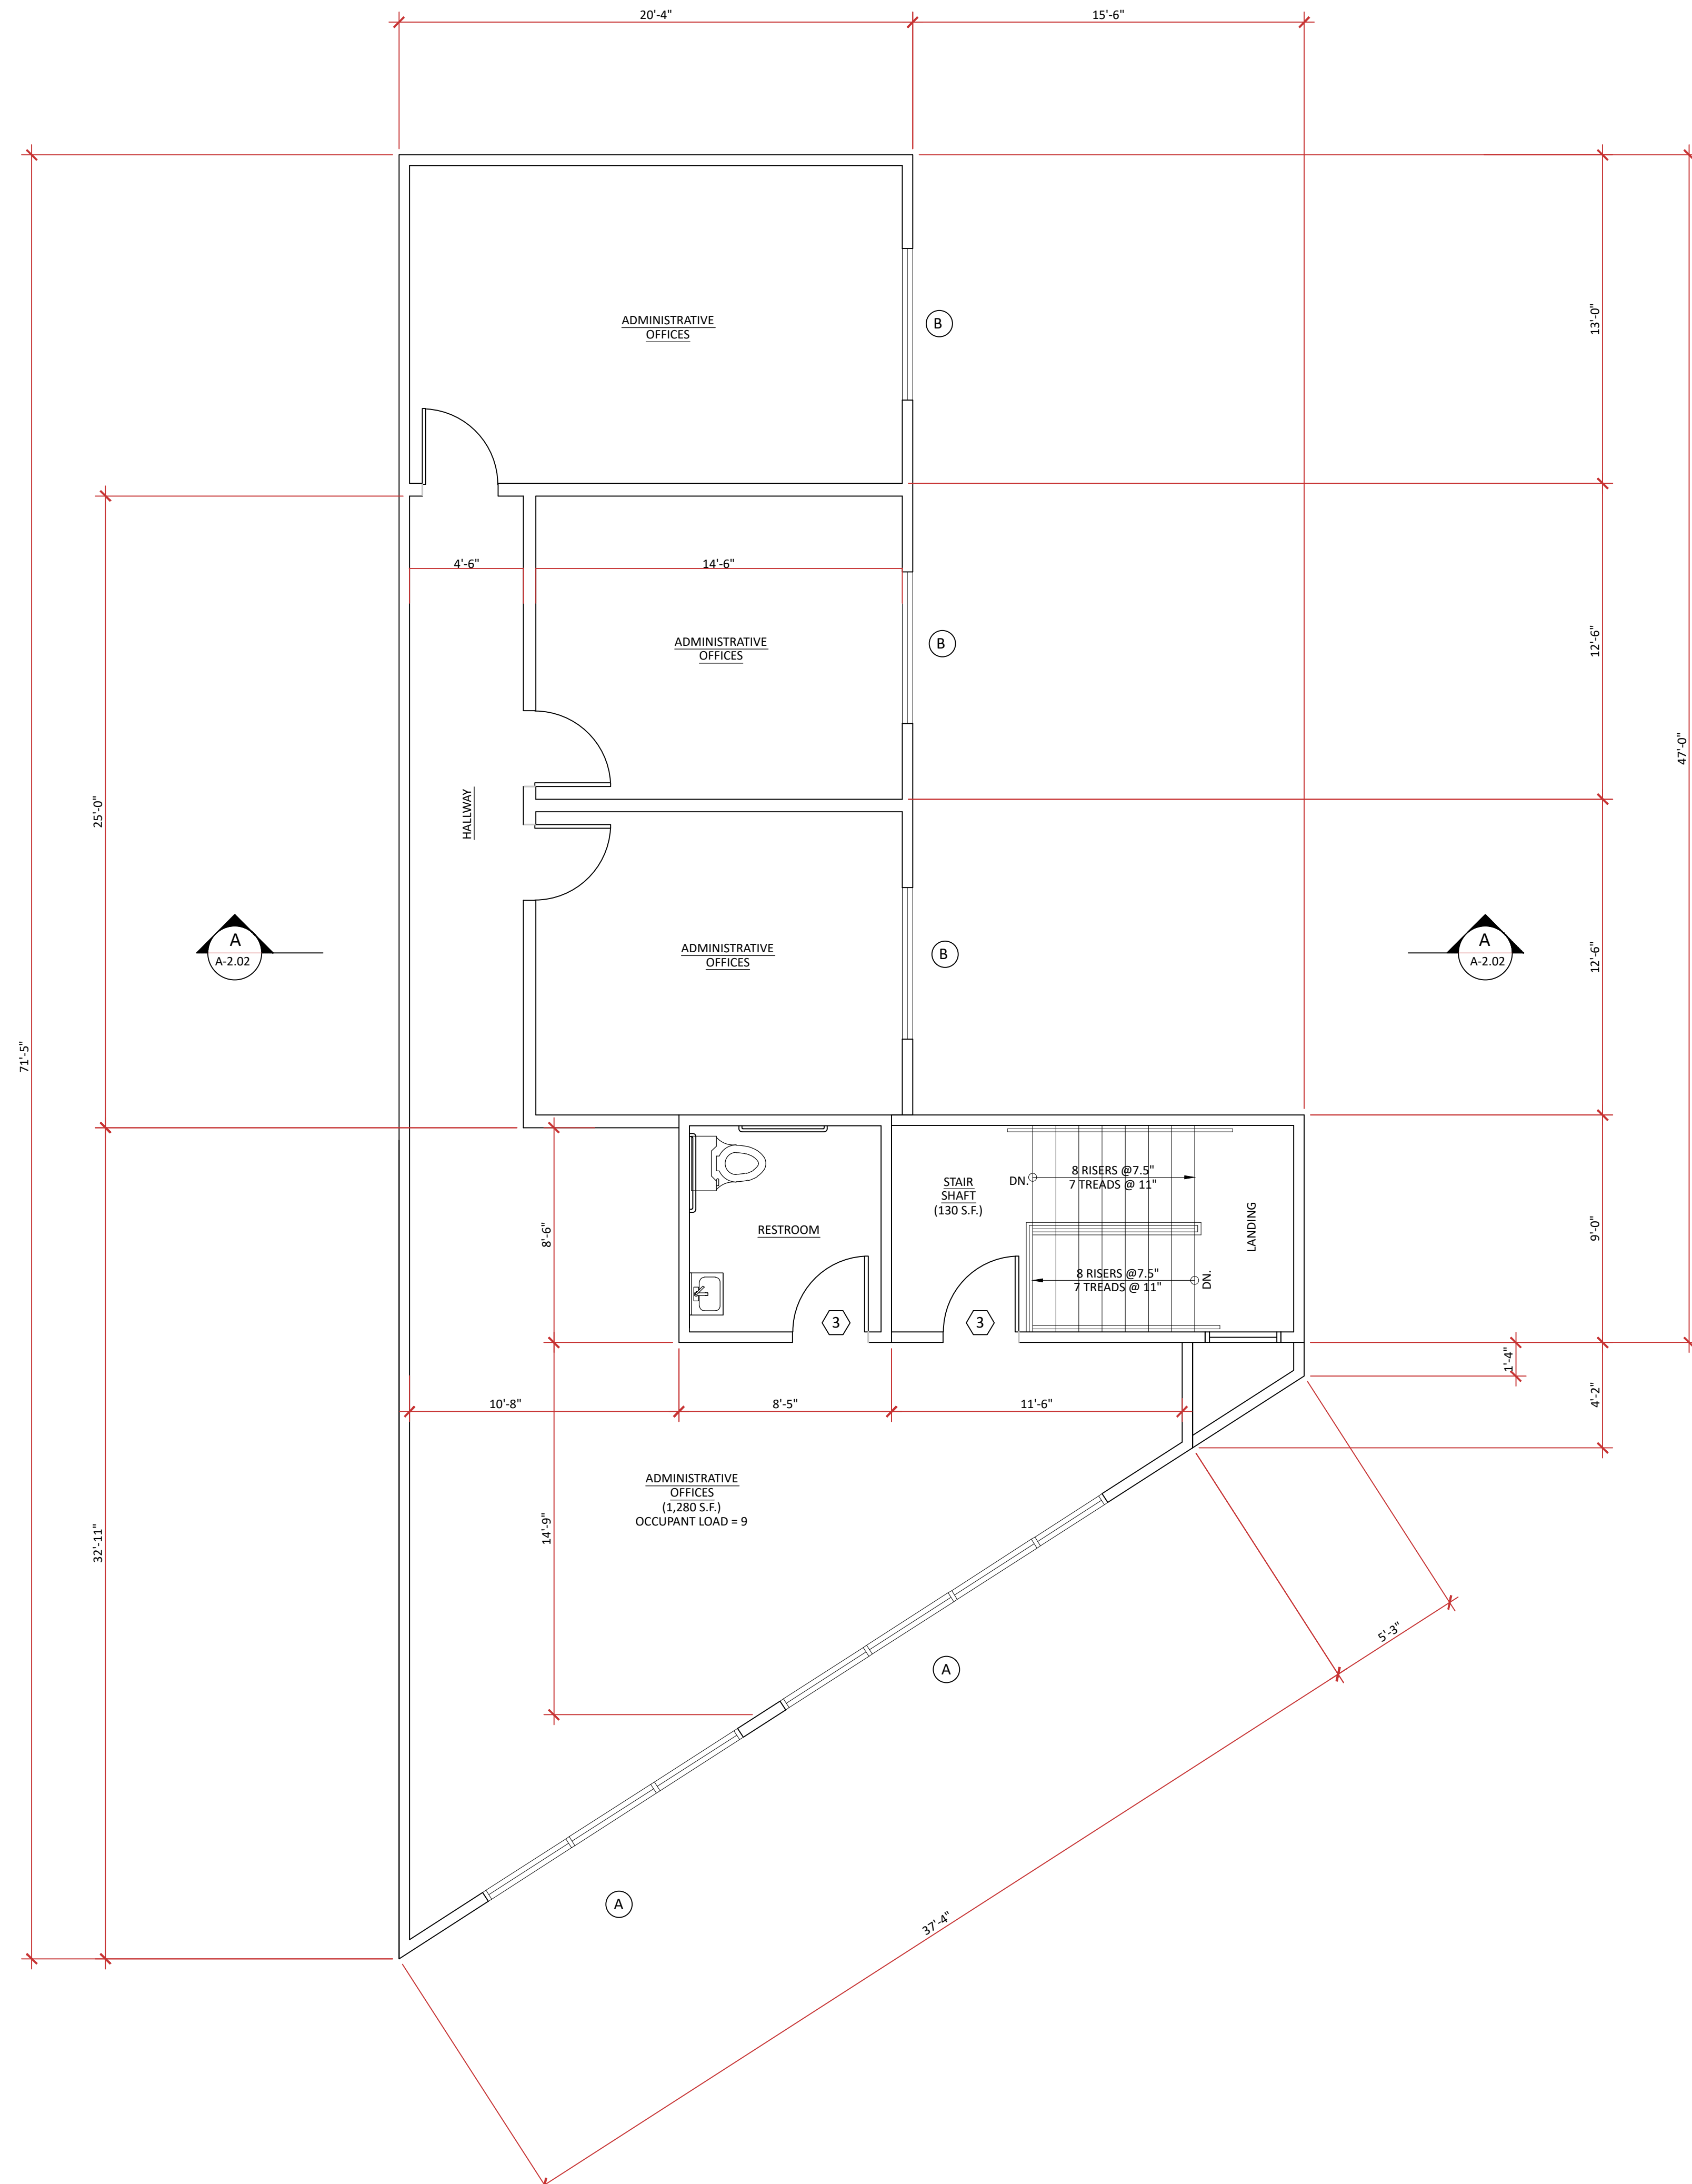 20'-4"
15'-6"
ADMINISTRATIVE
OFFICES
B
13'-0"
4'-6"
14'-6"
ADMINISTRATIVE
OFFICES
B
12'-6"
47'-0"
25'-0"
HALLWAY
A
A-2.02
ADMINISTRATIVE
OFFICES
B
A
A-2.02
12'-6"
71'-5"
8'-6"
RESTROOM
3
STAIR
SHAFT
(130 S.F.)
DN.
8 RISERS @7.5"
7 TREADS @ 11"
8 RISERS @7.5"
7 TREADS @ 11"
DN.
LANDING
3
9'-0"
1'-4"
4'-2"
10'-8"
8'-5"
11'-6"
ADMINISTRATIVE
OFFICES
(1,280 S.F.)
OCCUPANT LOAD = 9
14'-9"
32'-11"
5'-3"
A
A
37'-4"